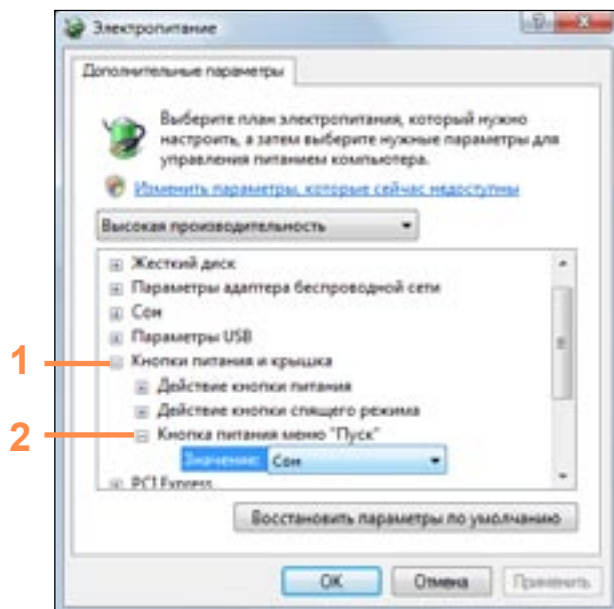 Электропитание
Дополнительные параметры
Выберите план электропитания, который нужно
настроить, а затем выберите нужные параметры для
управления питанием компьютера.
Изменить параметры, которые сейчас недоступны
Высокая производительность
Жесткий диск
Параметры адаптера беспроводной сети
Сон
Параметры USB
1 Кнопки питания и крышка
Действие кнопки питания
Действие кнопки спящего режима
2 Кнопка питания меню "Пуск"
Значение: Сон
PCI Express
Восстановить параметры по умолчанию
OK Отмена Применить